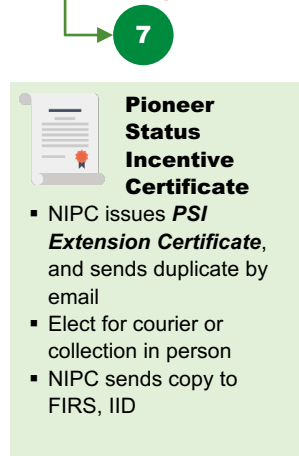 7
Pioneer
Status
Incentive
Certificate
▪ NIPC issues PSI
Extension Certificate,
and sends duplicate by
email
▪ Elect for courier or
collection in person
▪ NIPC sends copy to
FIRS, IID